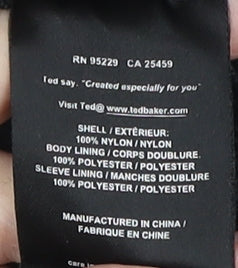 RN 95229 CA 25459
Ted say. "Created especially for you"
Visit Ted@ www.tedbaker.com
SHELL / EXTÉRIEUR:
100% NYLON / NYLON
BODY LINING / CORPS DOUBLURE.
100% POLYESTER / POLYESTER
SLEEVE LINING / MANCHES DOUBLURE
100% POLYESTER / POLYESTER
MANUFACTURED IN CHINA /
FABRIQUE EN CHINE
care